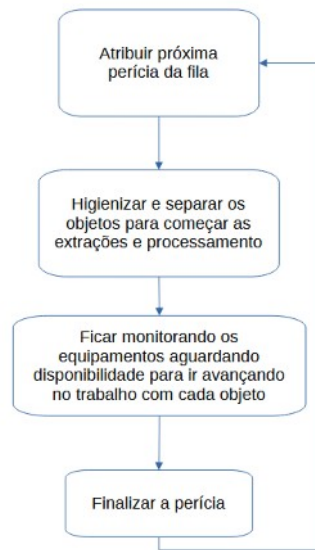 Atribuir próxima
perícia da fila
Higienizar e separar os
objetos para começar as
extrações e processamento
Ficar monitorando os
equipamentos aguardando
disponibilidade para ir avançando
no trabalho com cada objeto
Finalizar a perícia